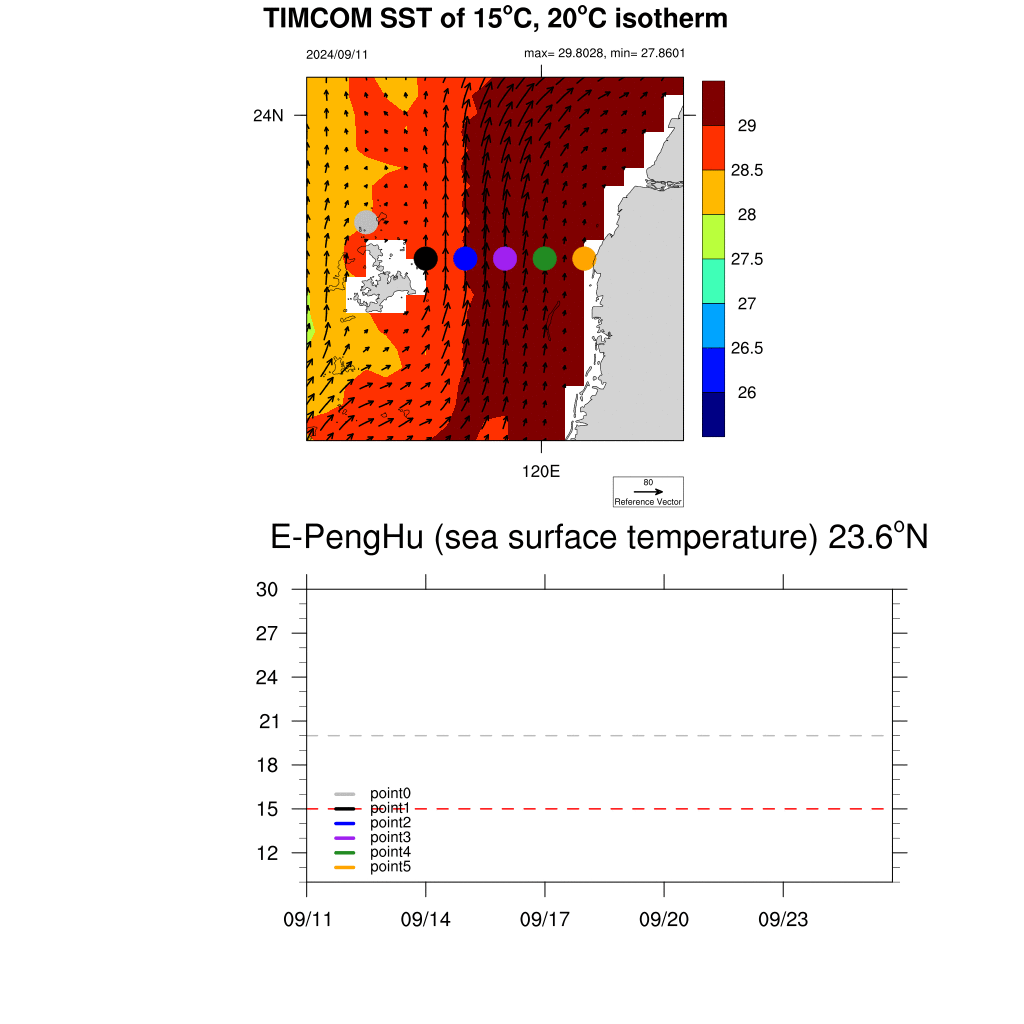 TIMCOM SST of 15°C, 20°C isotherm
2024/09/11
max= 29.8028, min= 27.8601
24N
29
28.5
28
27.5
27
26.5
26
120E
80
Reference Vector
E-PengHu (sea surface temperature) 23.6°N
30
27
24
21
18
15
12
point0
point1
point2
point3
point4
point5
09/11 09/14 09/17 09/20 09/23